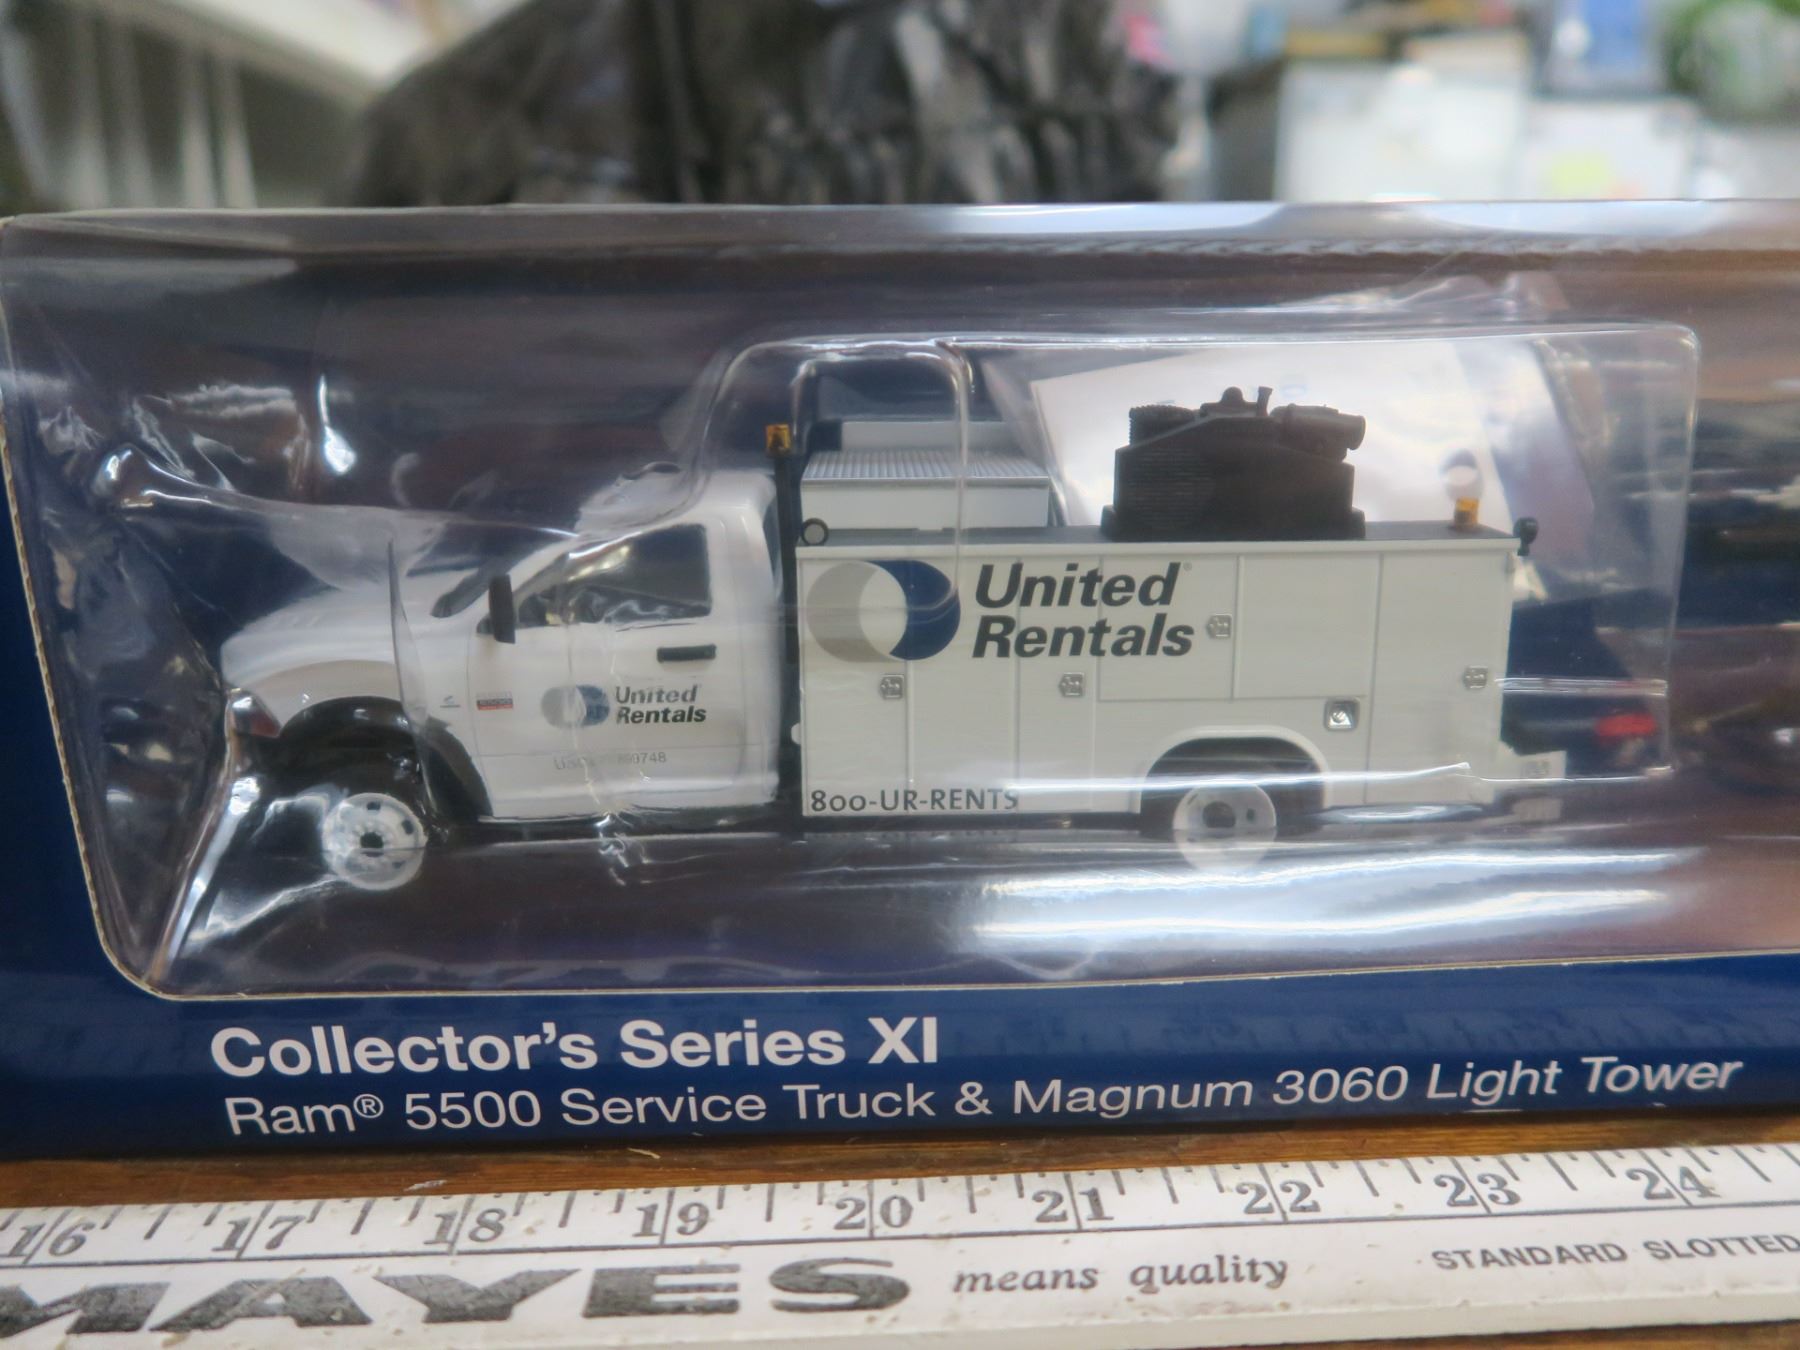 United
Rentals
United
Rentals
800-UR-RENTS
Collector's Series XI
Ram® 5500 Service Truck & Magnum 3060 Light Tower
16 17 18 19 20 21 22 23 24
MAYES means quality STANDARD SLOTTED